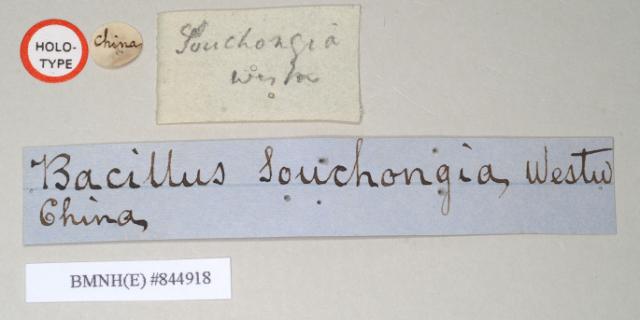 HOLO-
TYPE
China
Souchongia
Westw
Bacillus Souchongia, Westw
China,
BMNH(E) #844918